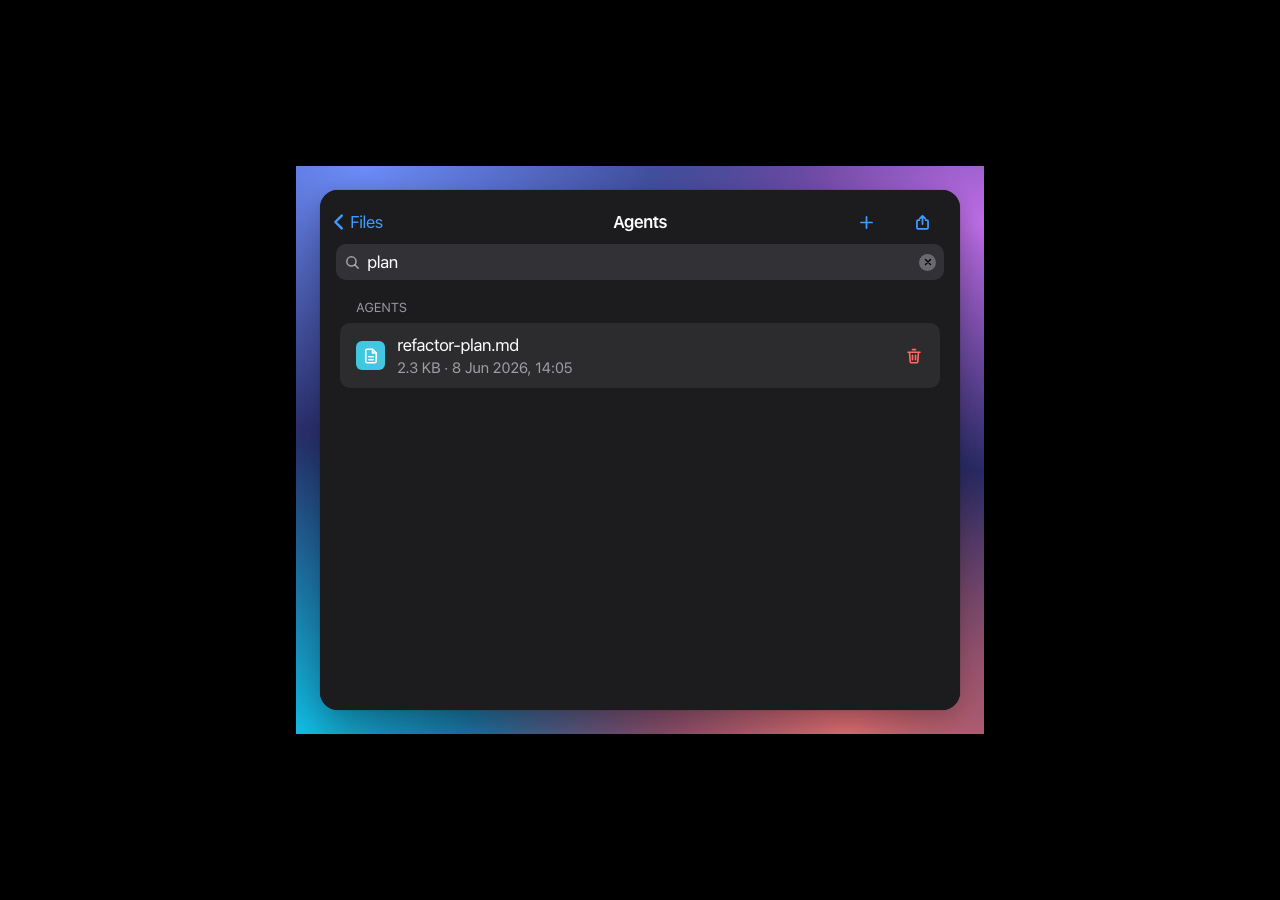 Files
Agents
plan
AGENTS
refactor-plan.md
2.3 KB · 8 Jun 2026, 14:05